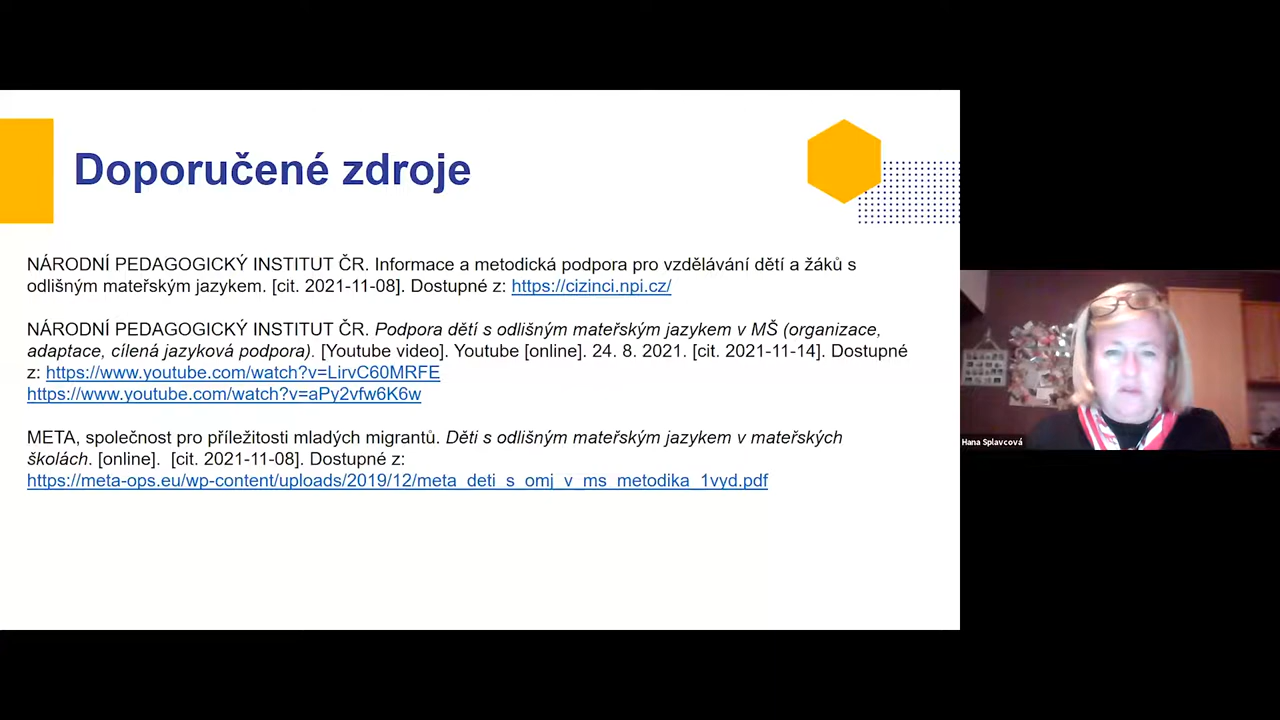 Doporučené zdroje
NÁRODNÍ PEDAGOGICKÝ INSTITUT ČR. Informace a metodická podpora pro vzdělávání dětí a žáků s
odlišným mateřským jazykem. [cit. 2021-11-08]. Dostupné z: https://cizinci.npi.cz/
NÁRODNÍ PEDAGOGICKÝ INSTITUT ČR. Podpora dětí s odlišným mateřským jazykem v MŠ (organizace,
adaptace, cílená jazyková podpora). [Youtube video]. Youtube [online]. 24. 8. 2021. [cit. 2021-11-14]. Dostupné
z: https://www.youtube.com/watch?v=LirvC60MRFE
https://www.youtube.com/watch?v=aPy2vfw6K6w
META, společnost pro příležitosti mladých migrantů. Děti s odlišným mateřským jazykem v mateřských
školách. [online]. [cit. 2021-11-08]. Dostupné z:
https://meta-ops.eu/wp-content/uploads/2019/12/meta_deti_s_omj_v_ms_metodika_1vyd.pdf
Hana Splavcová